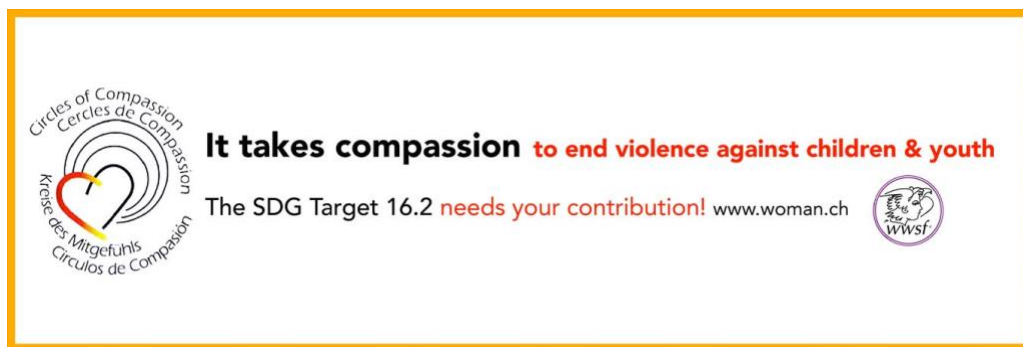 Circles of Compassion
Cercles de Compassion
Kreise des Mitgefühls
Circulos de Compasión
It takes compassion to end violence against children & youth
The SDG Target 16.2 needs your contribution! www.woman.ch
wwsf